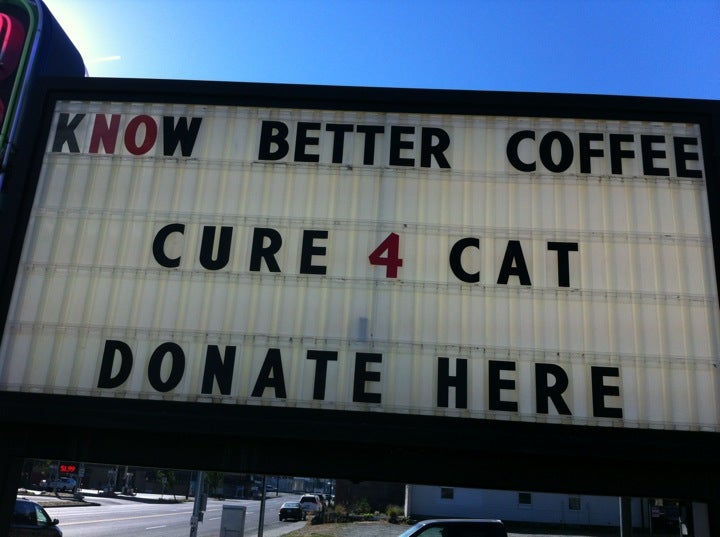 KNOW BETTER COFFEE
CURE 4 CAT
DONATE HERE